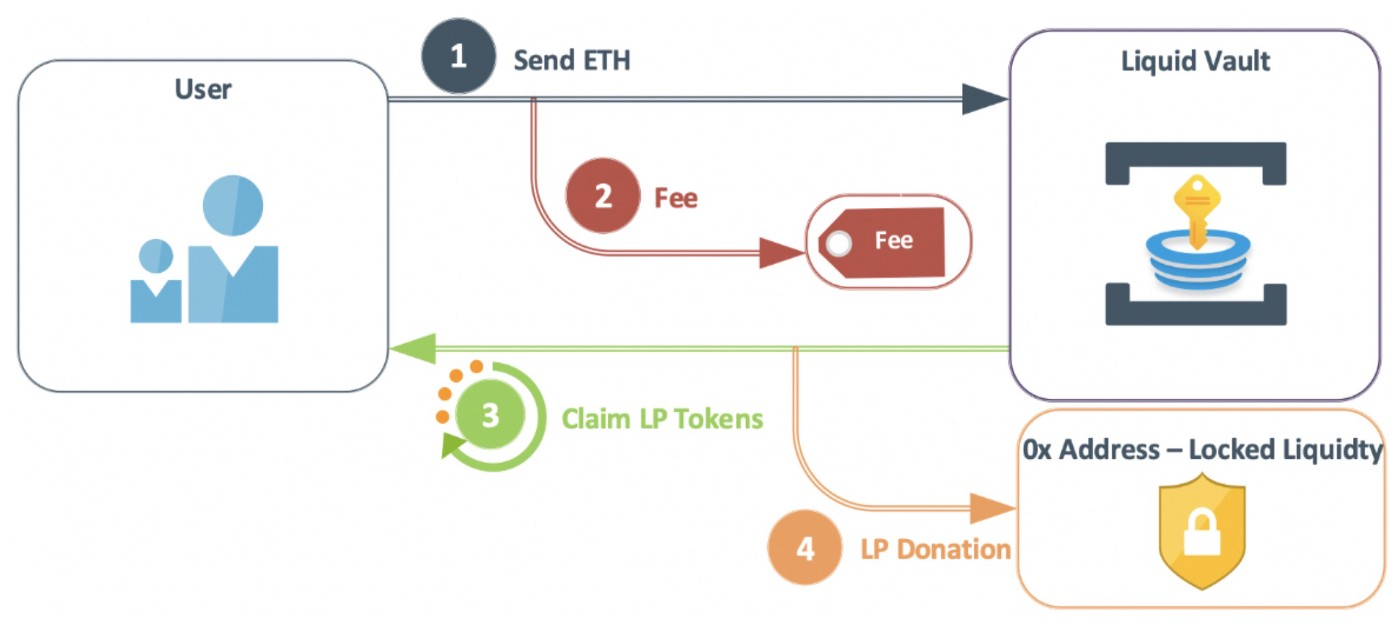 User
1
Send ETH
Liquid Vault
2
Fee
Fee
3
Claim LP Tokens
0x Address – Locked Liquidty
4
LP Donation